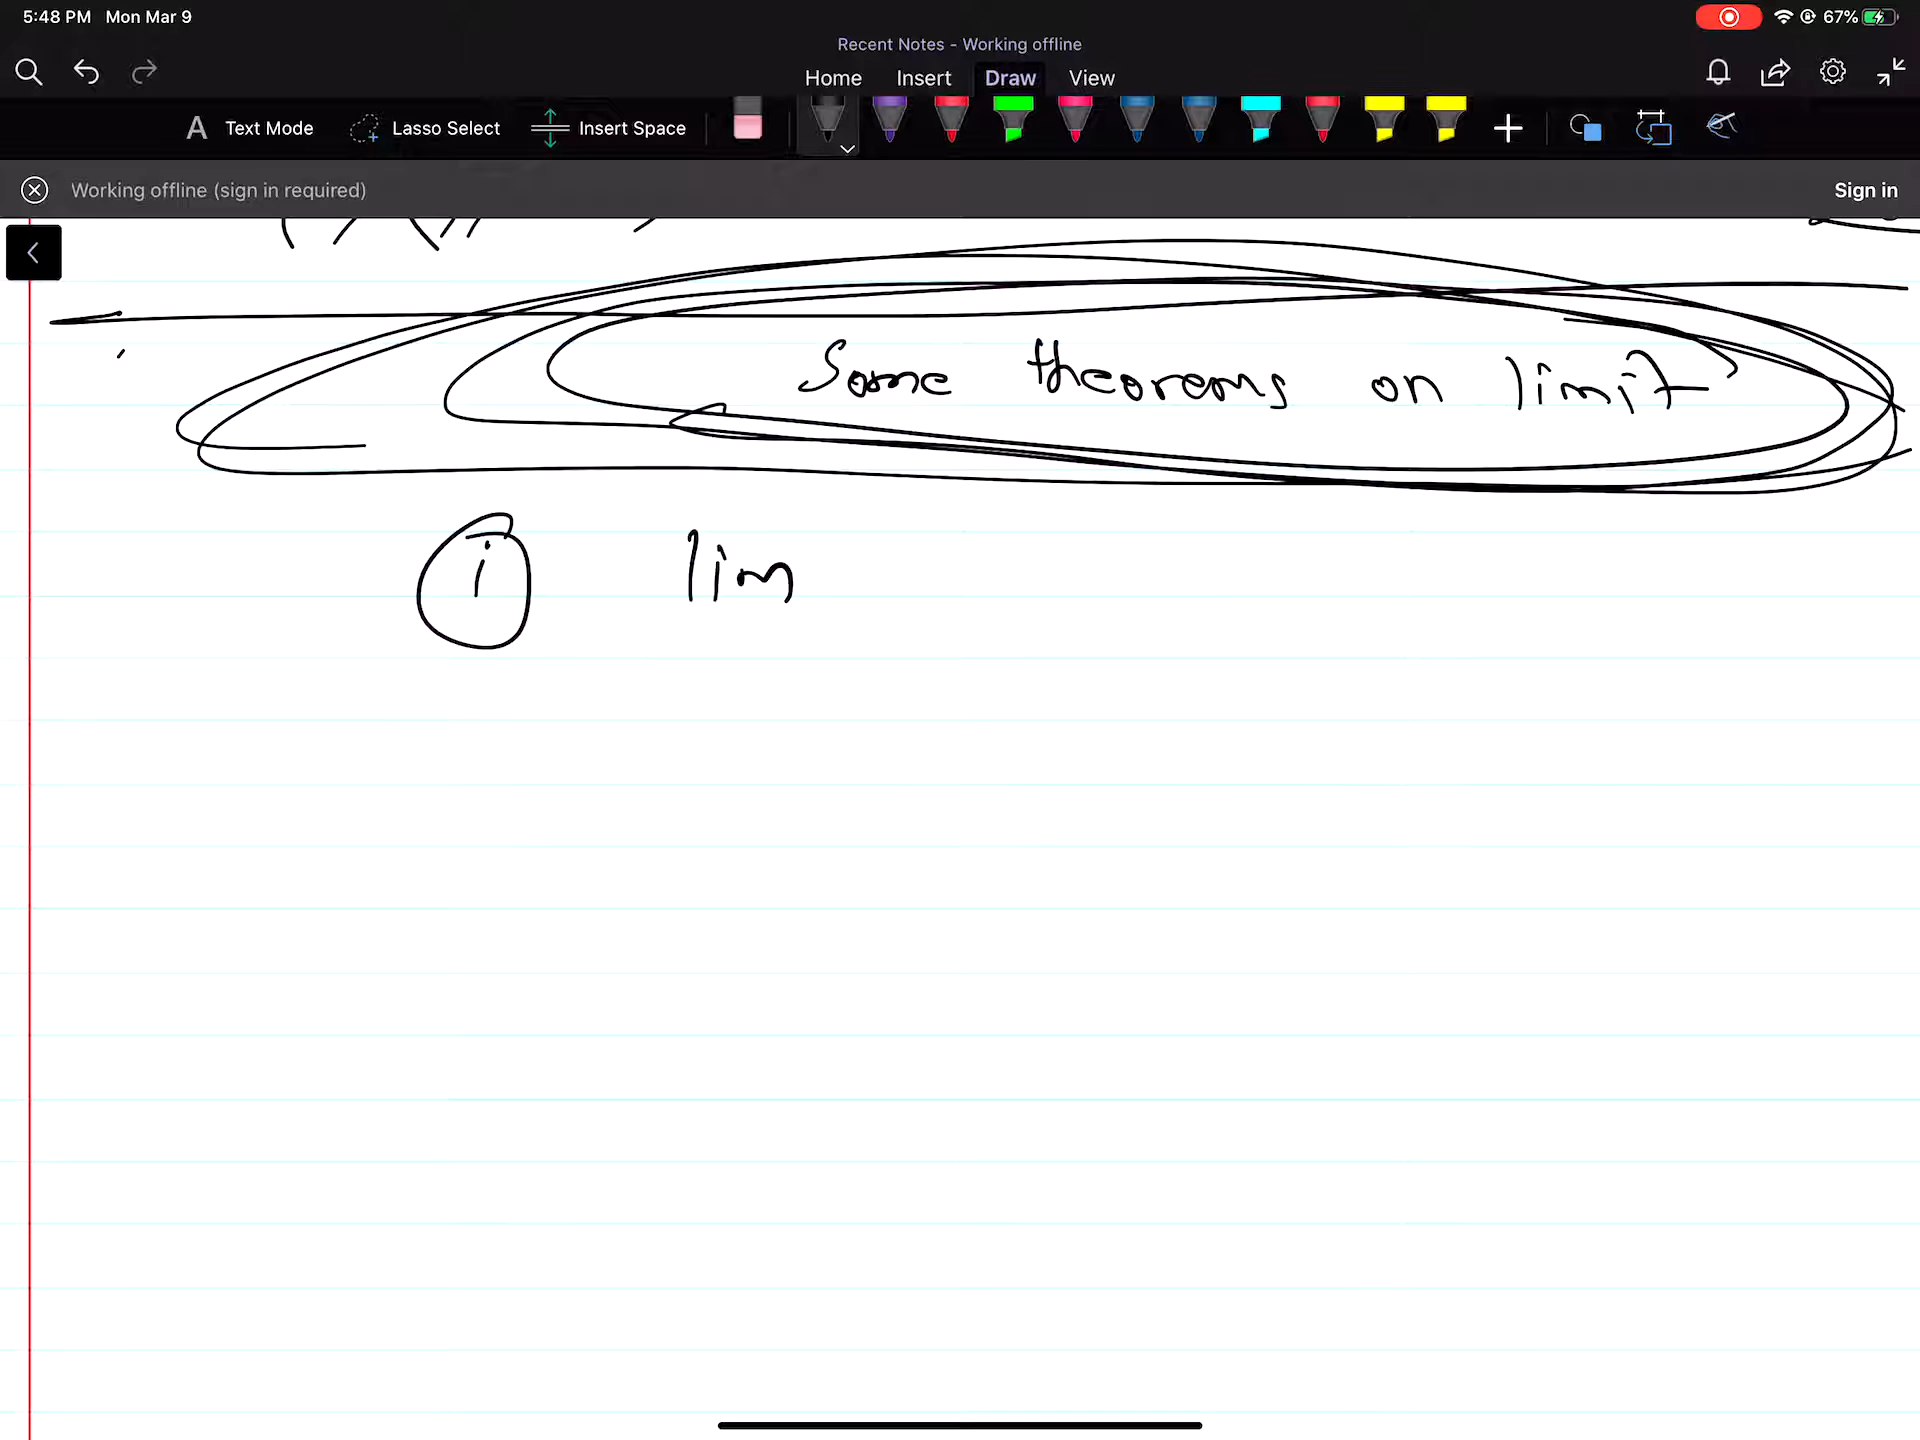 5:48 PM Mon Mar 9
67%
Recent Notes - Working offline
Home Insert Draw View
A Text Mode Lasso Select Insert Space
Working offline (sign in required) Sign in
Some theorems on limit
i lim